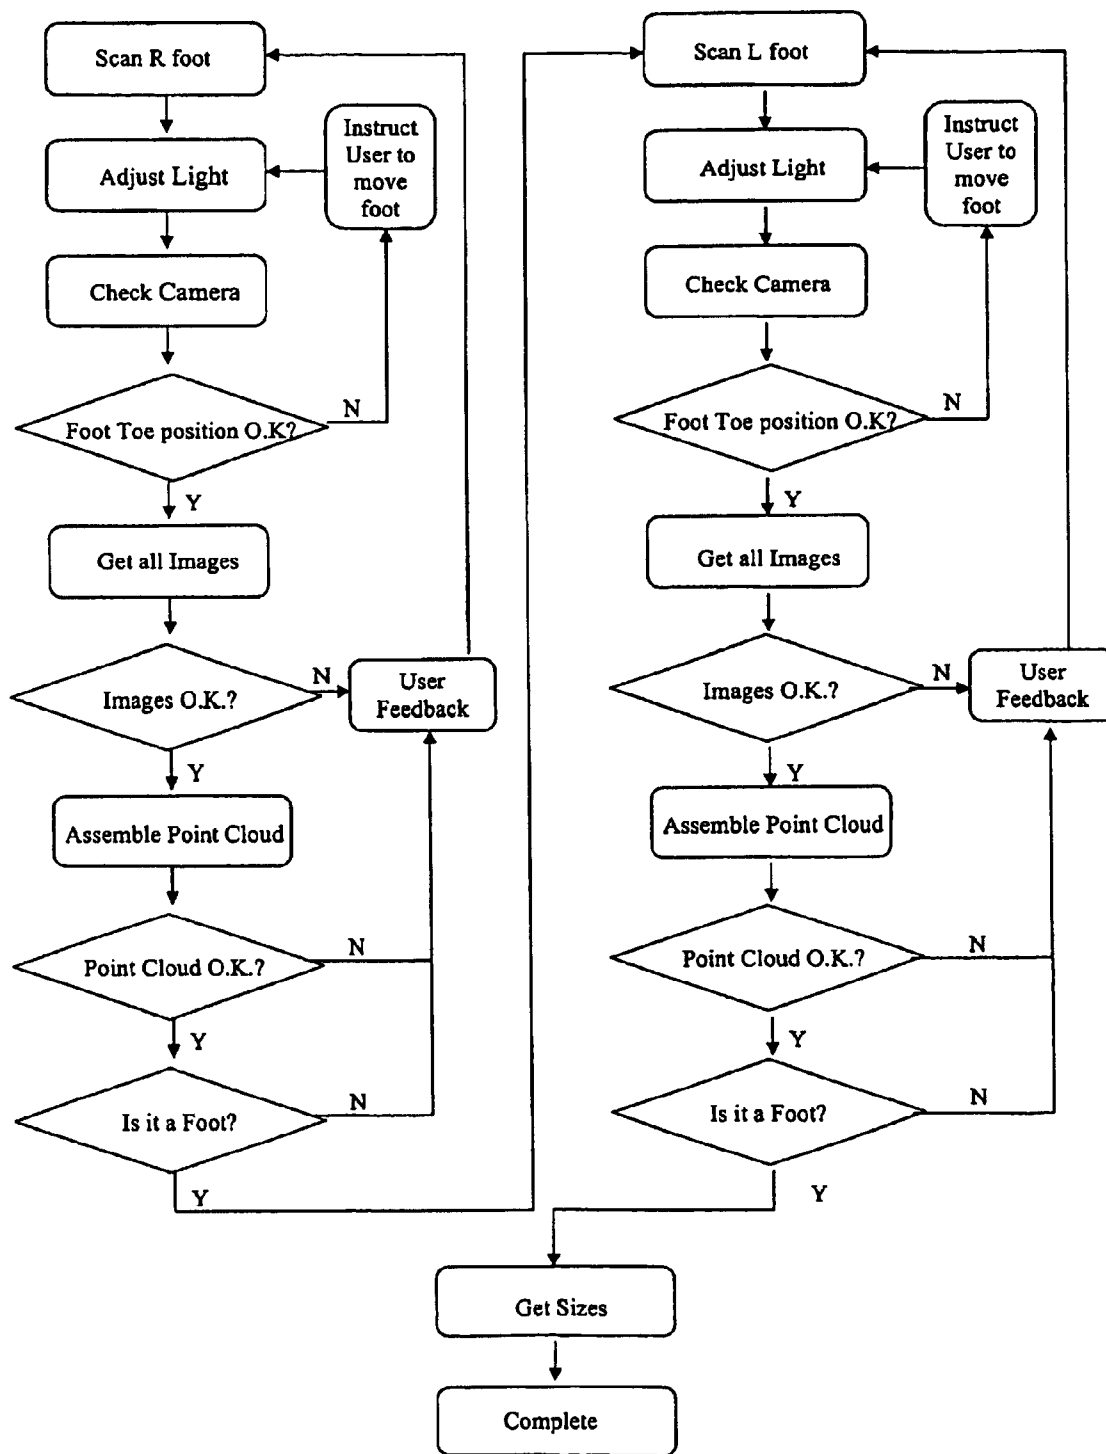 Scan R foot
Instruct
User to
move
foot
Adjust Light
Check Camera
Foot Toe position O.K?
N
Y
Get all Images
Images O.K.?
N
User
Feedback
Y
Assemble Point Cloud
Point Cloud O.K.?
N
Y
Is it a Foot?
N
Y
Scan L foot
Instruct
User to
move
foot
Adjust Light
Check Camera
Foot Toe position O.K?
N
Y
Get all Images
Images O.K.?
N
User
Feedback
Y
Assemble Point Cloud
Point Cloud O.K.?
N
Y
Is it a Foot?
N
Y
Get Sizes
Complete